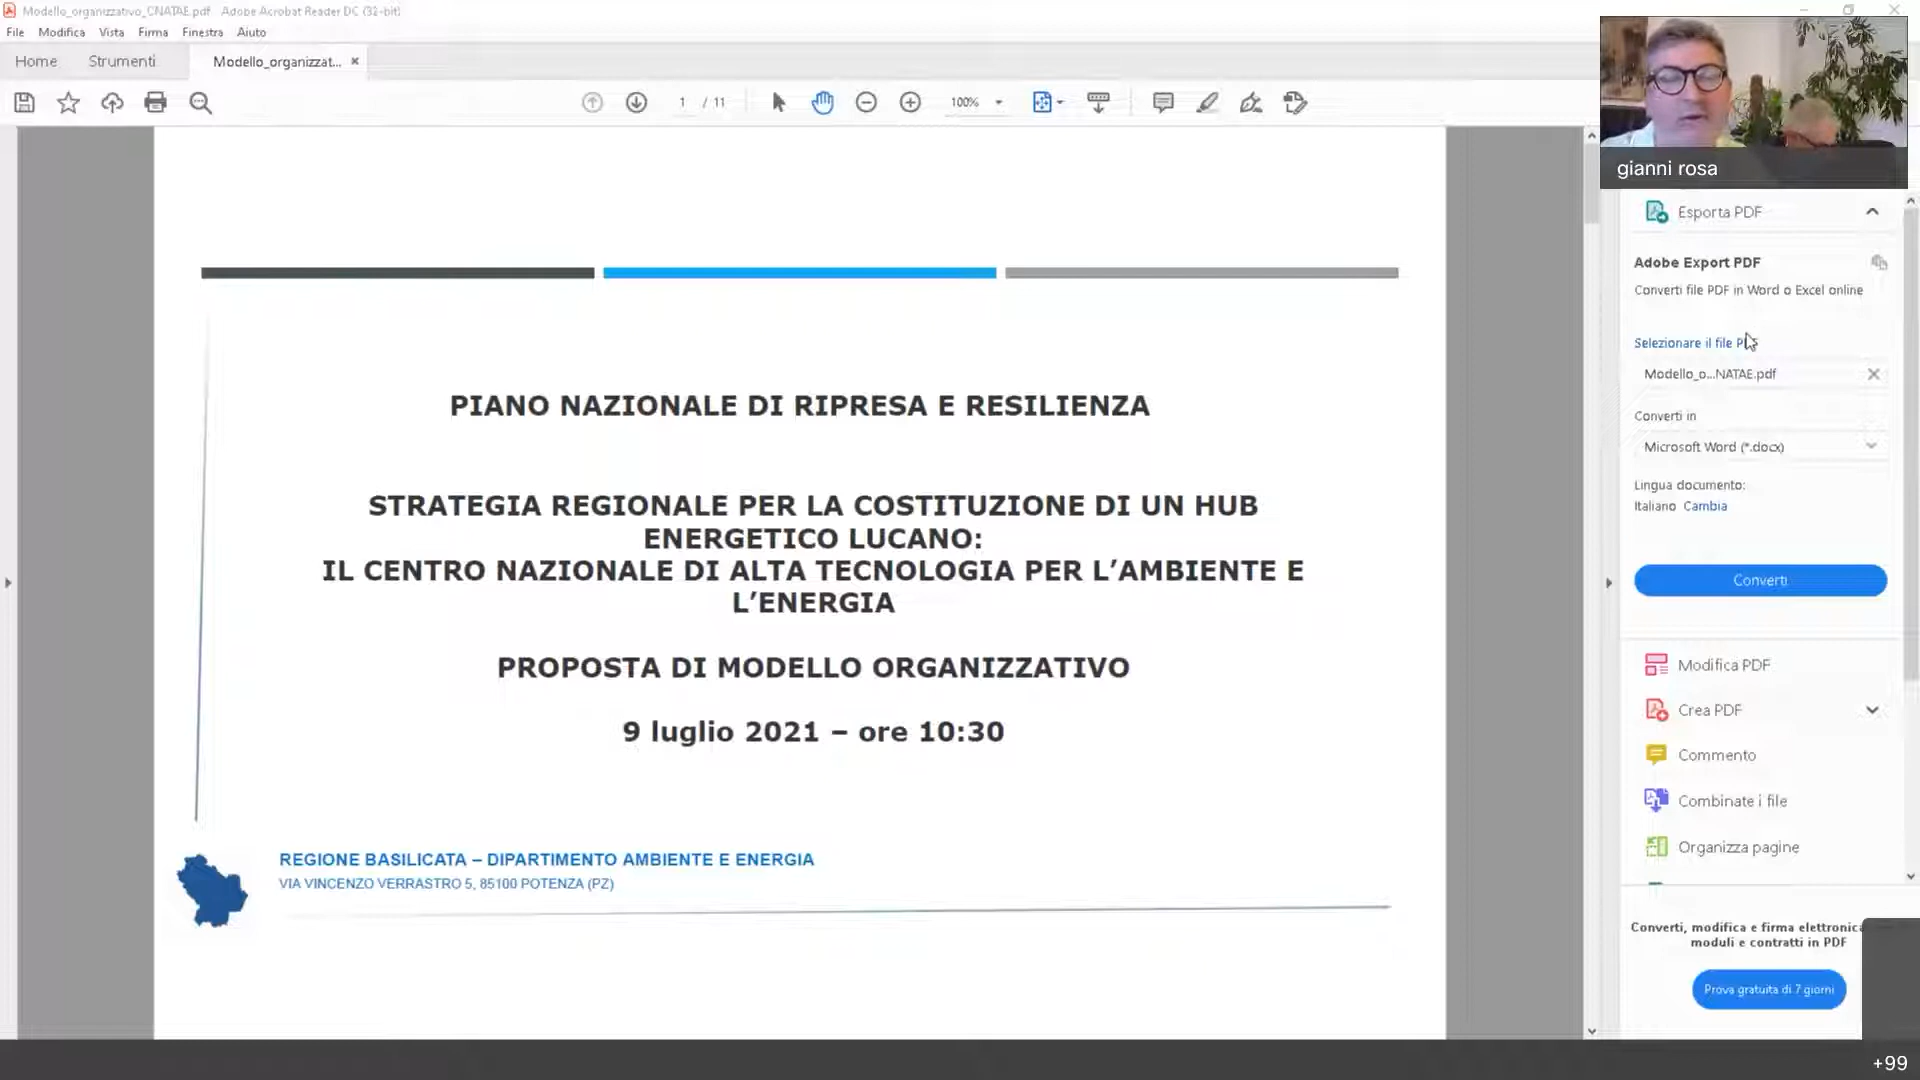 Modello_organizzativo_CNATAE.pdf - Adobe Acrobat Reader DC (32-bit)
File Modifica Vista Firma Finestra Aiuto
Home Strumenti Modello_organizzat... ×
1 / 11 100%
gianni rosa
Esporta PDF
Adobe Export PDF
Converti file PDF in Word o Excel online
Selezionare il file
Modello_o...NATAE.pdf
Converti in
Microsoft Word (*.docx)
Lingua documento:
Italiano Cambia
Converti
Modifica PDF
Crea PDF
Commento
Combinate i file
Organizza pagine
Converti, modifica e firma elettronica
moduli e contratti in PDF
Prova gratuita di 7 giorni
PIANO NAZIONALE DI RIPRESA E RESILIENZA
STRATEGIA REGIONALE PER LA COSTITUZIONE DI UN HUB
ENERGETICO LUCANO:
IL CENTRO NAZIONALE DI ALTA TECNOLOGIA PER L’AMBIENTE E
L’ENERGIA
PROPOSTA DI MODELLO ORGANIZZATIVO
9 luglio 2021 – ore 10:30
REGIONE BASILICATA – DIPARTIMENTO AMBIENTE E ENERGIA
VIA VINCENZO VERRASTRO 5, 85100 POTENZA (PZ)
+99